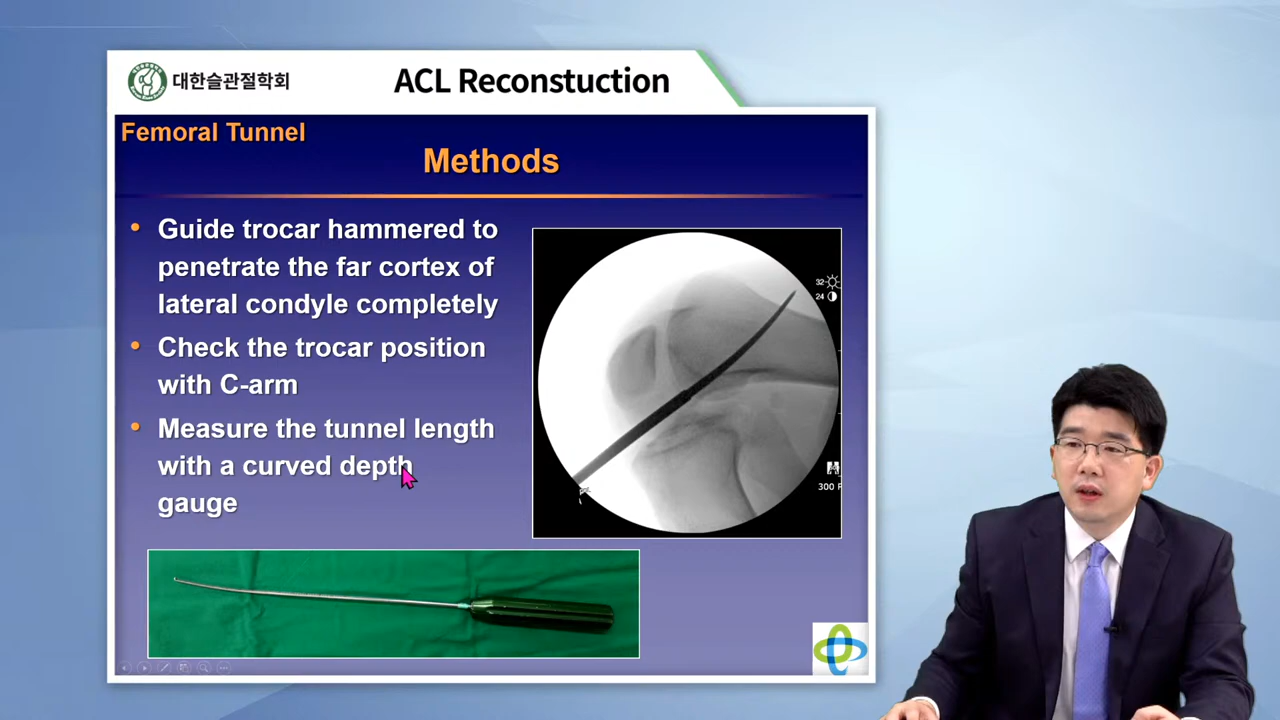 대한슬관절학회
ACL Reconstuction
Femoral Tunnel
Methods
• Guide trocar hammered to
penetrate the far cortex of
lateral condyle completely
• Check the trocar position
with C-arm
• Measure the tunnel length
with a curved depth
gauge
32
24
300